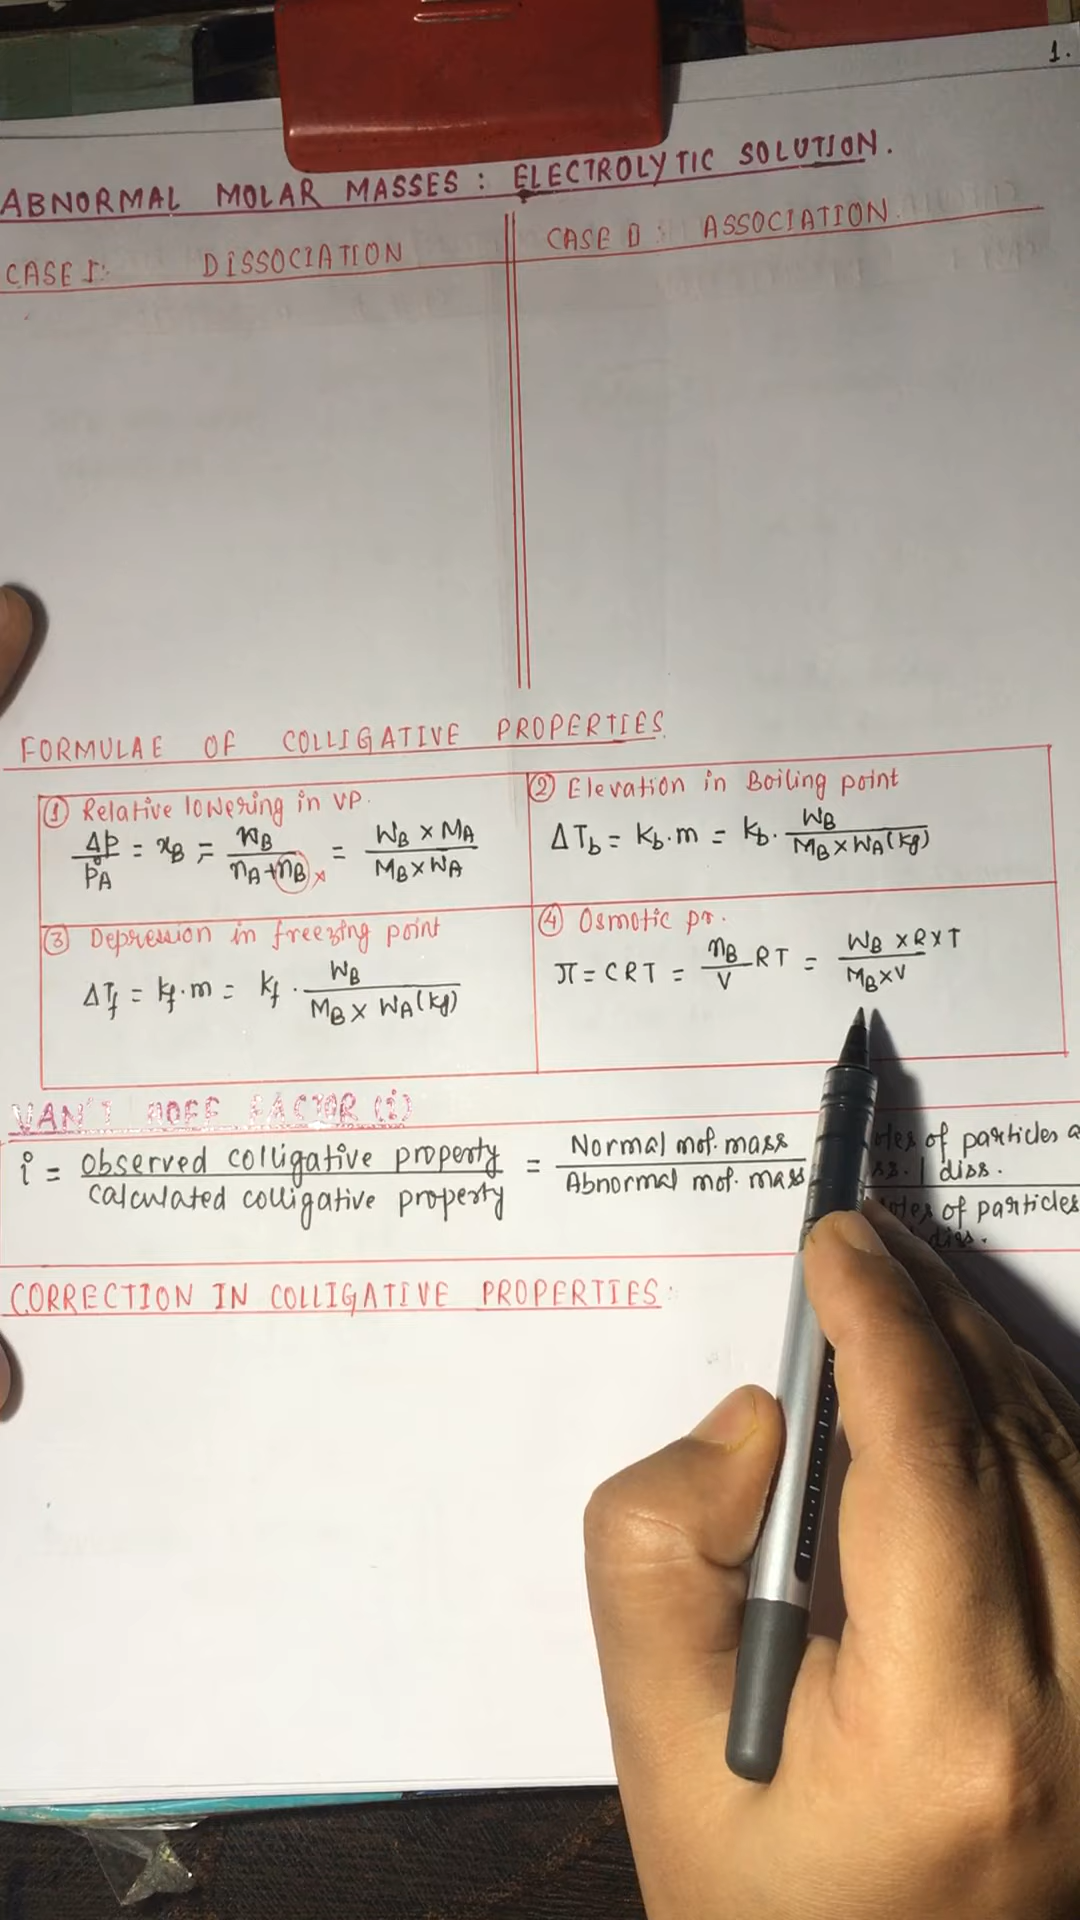 1.
ABNORMAL MOLAR MASSES : ELECTROLYTIC SOLUTION.
CASE I: DISSOCIATION
CASE II : ASSOCIATION.
FORMULAE OF COLLIGATIVE PROPERTIES.
① Relative lowering in VP.
Δp/p°A = xB = nB/(nA+nB) × = (WB × MA)/(MB × WA)
② Elevation in Boiling point
ΔTb = Kb.m = Kb. WB/(MB × WA(kg))
③ Depression in freezing point
ΔTf = Kf.m = Kf . WB/(MB × WA(kg))
④ Osmotic pr.
π = CRT = nB/V RT = (WB × R × T)/(MB × V)
VAN'T HOFF FACTOR (i)
i = observed colligative property / calculated colligative property = Normal mol. mass / Abnormal mol. mass
of particles
diss.
of particles
diss.
CORRECTION IN COLLIGATIVE PROPERTIES: